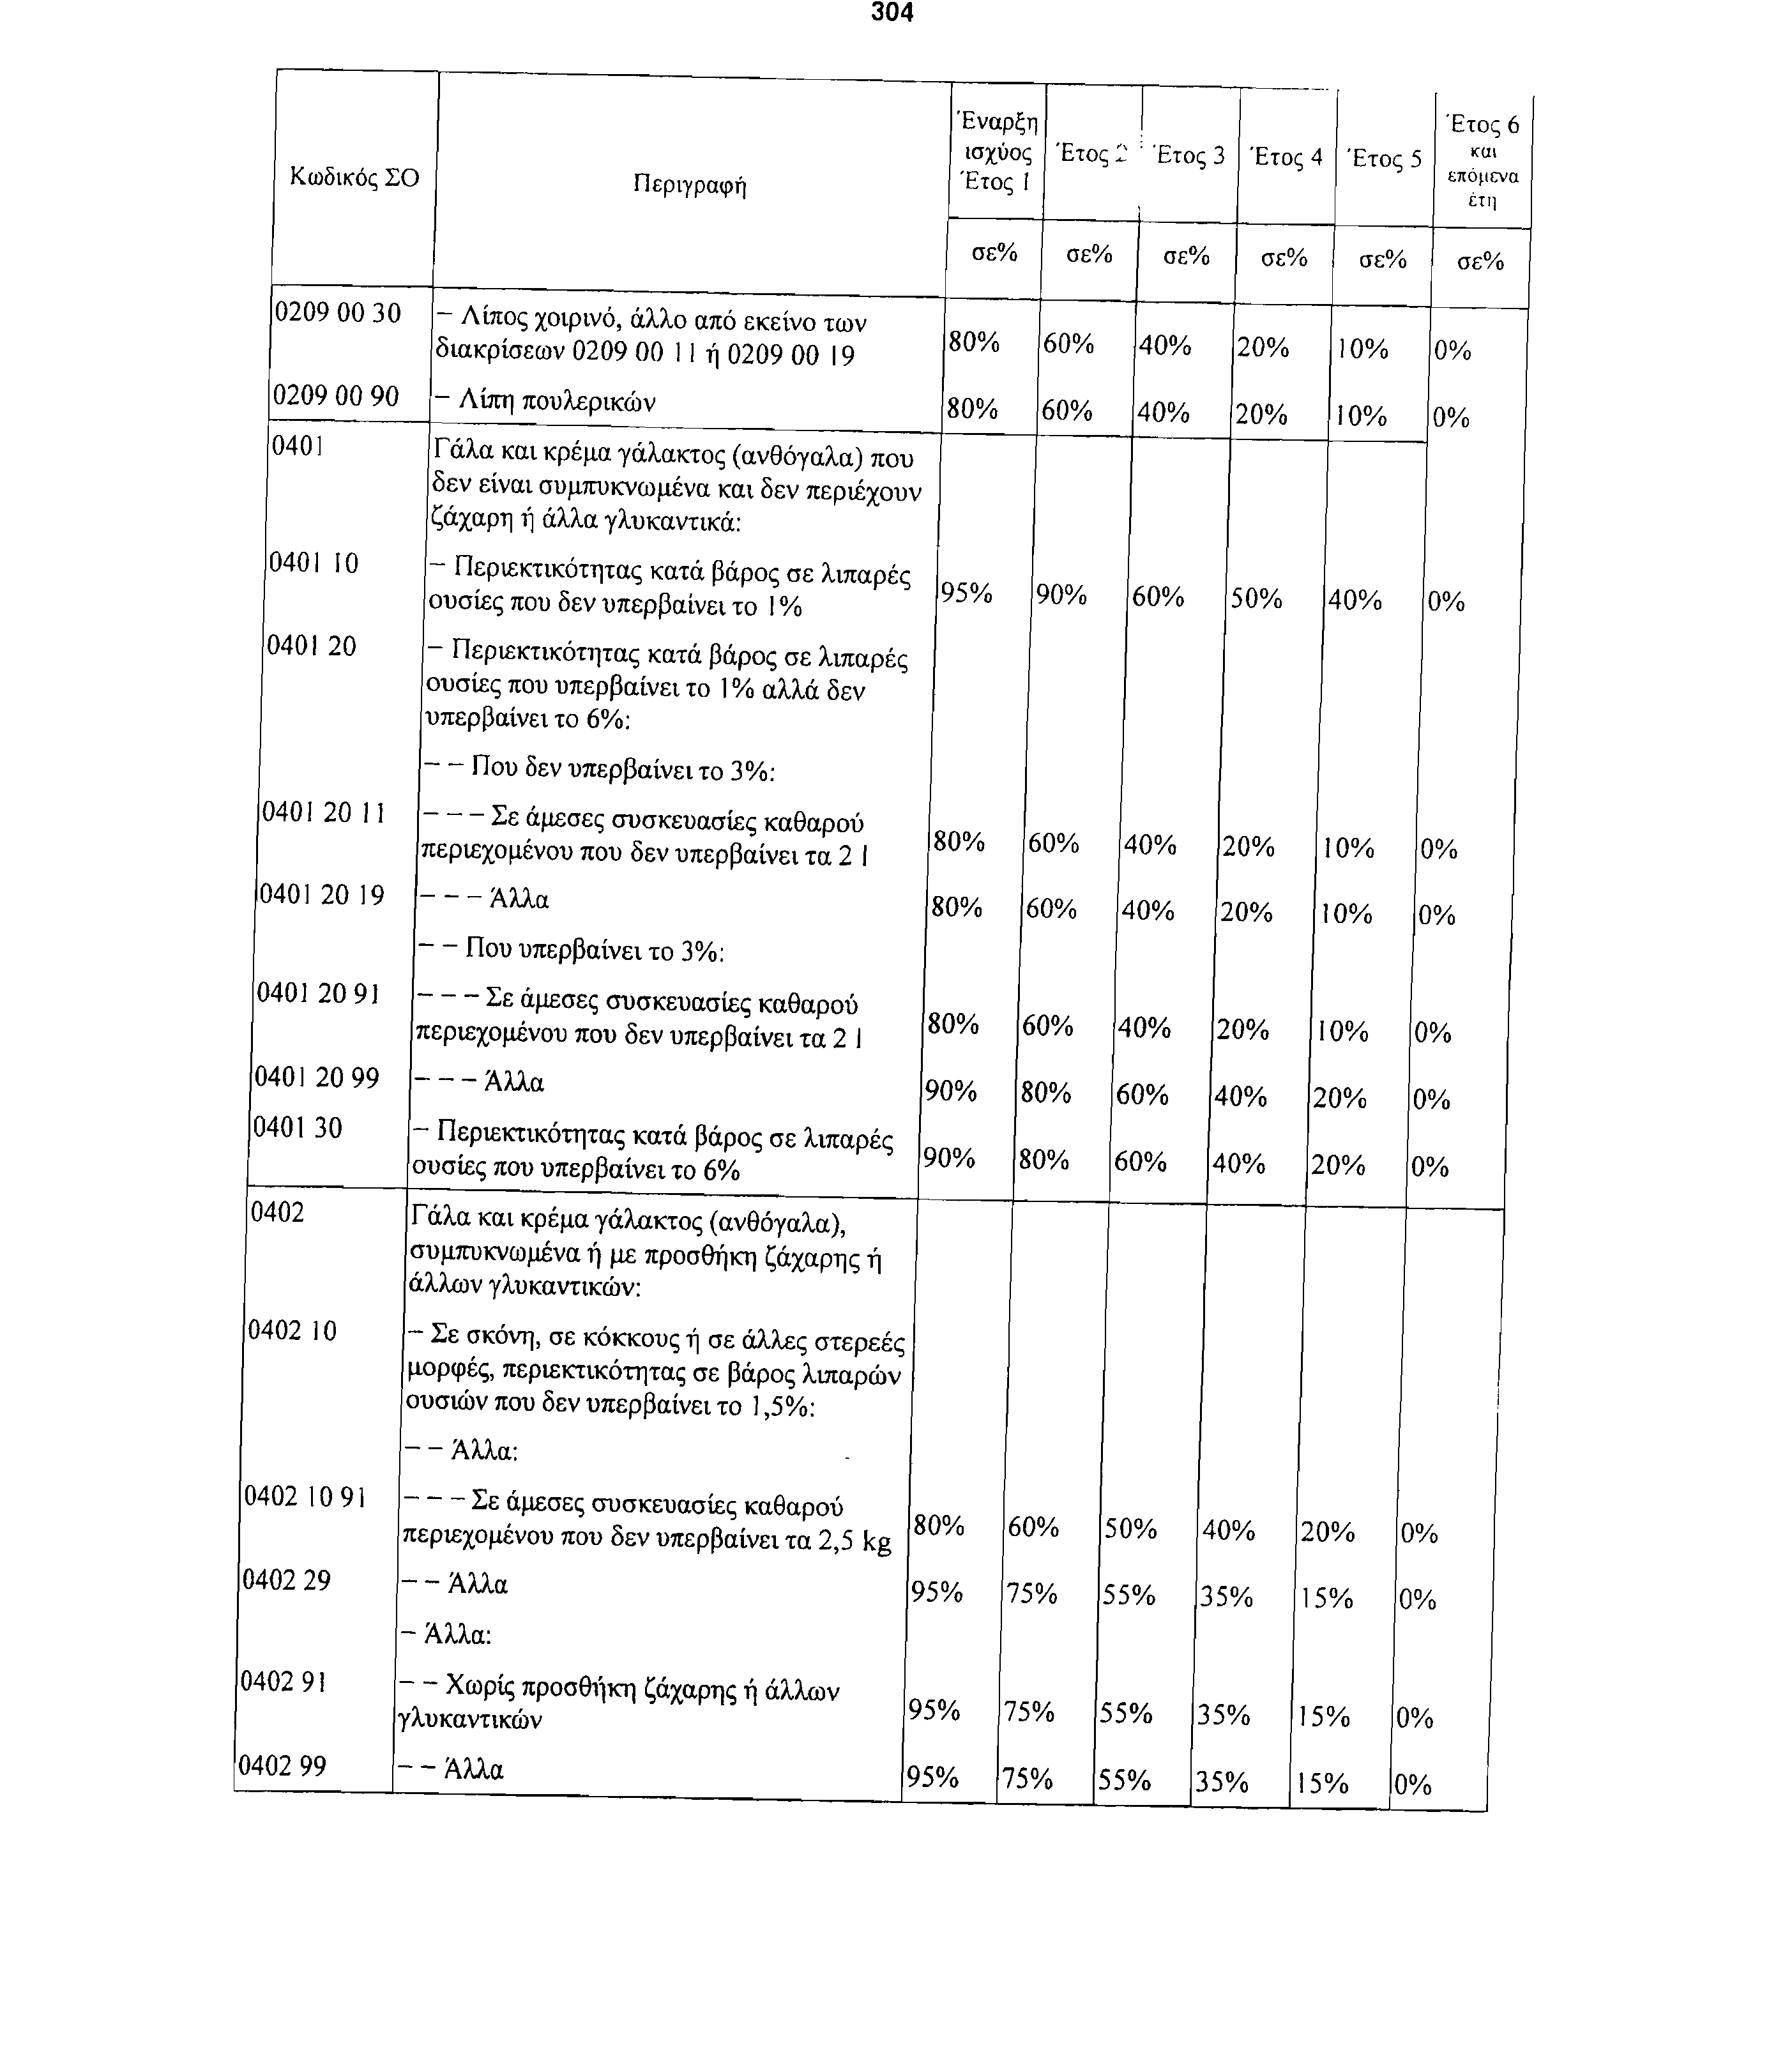 304
Κωδικός ΣΟ Περιγραφή Έναρξη ισχύος Έτος 1 Έτος 2 Έτος 3 Έτος 4 Έτος 5 Έτος 6 και επόμενα έτη
σε% σε% σε% σε% σε% σε%
0209 00 30 – Λίπος χοιρινό, άλλο από εκείνο των
διακρίσεων 0209 00 11 ή 0209 00 19 80% 60% 40% 20% 10% 0%
0209 00 90 – Λίπη πουλερικών 80% 60% 40% 20% 10% 0%
0401 Γάλα και κρέμα γάλακτος (ανθόγαλα) που
δεν είναι συμπυκνωμένα και δεν περιέχουν
ζάχαρη ή άλλα γλυκαντικά:
0401 10 – Περιεκτικότητας κατά βάρος σε λιπαρές
ουσίες που δεν υπερβαίνει το 1% 95% 90% 60% 50% 40% 0%
0401 20 – Περιεκτικότητας κατά βάρος σε λιπαρές
ουσίες που υπερβαίνει το 1% αλλά δεν
υπερβαίνει το 6%:
– – Που δεν υπερβαίνει το 3%:
0401 20 11 – – – Σε άμεσες συσκευασίες καθαρού
περιεχομένου που δεν υπερβαίνει τα 2 l 80% 60% 40% 20% 10% 0%
0401 20 19 – – – Άλλα 80% 60% 40% 20% 10% 0%
– – Που υπερβαίνει το 3%:
0401 20 91 – – – Σε άμεσες συσκευασίες καθαρού
περιεχομένου που δεν υπερβαίνει τα 2 l 80% 60% 40% 20% 10% 0%
0401 20 99 – – – Άλλα 90% 80% 60% 40% 20% 0%
0401 30 – Περιεκτικότητας κατά βάρος σε λιπαρές
ουσίες που υπερβαίνει το 6% 90% 80% 60% 40% 20% 0%
0402 Γάλα και κρέμα γάλακτος (ανθόγαλα),
συμπυκνωμένα ή με προσθήκη ζάχαρης ή
άλλων γλυκαντικών:
0402 10 – Σε σκόνη, σε κόκκους ή σε άλλες στερεές
μορφές, περιεκτικότητας σε βάρος λιπαρών
ουσιών που δεν υπερβαίνει το 1,5%:
– – Άλλα:
0402 10 91 – – – Σε άμεσες συσκευασίες καθαρού
περιεχομένου που δεν υπερβαίνει τα 2,5 kg 80% 60% 50% 40% 20% 0%
0402 29 – – Άλλα 95% 75% 55% 35% 15% 0%
– Άλλα:
0402 91 – – Χωρίς προσθήκη ζάχαρης ή άλλων
γλυκαντικών 95% 75% 55% 35% 15% 0%
0402 99 – – Άλλα 95% 75% 55% 35% 15% 0%